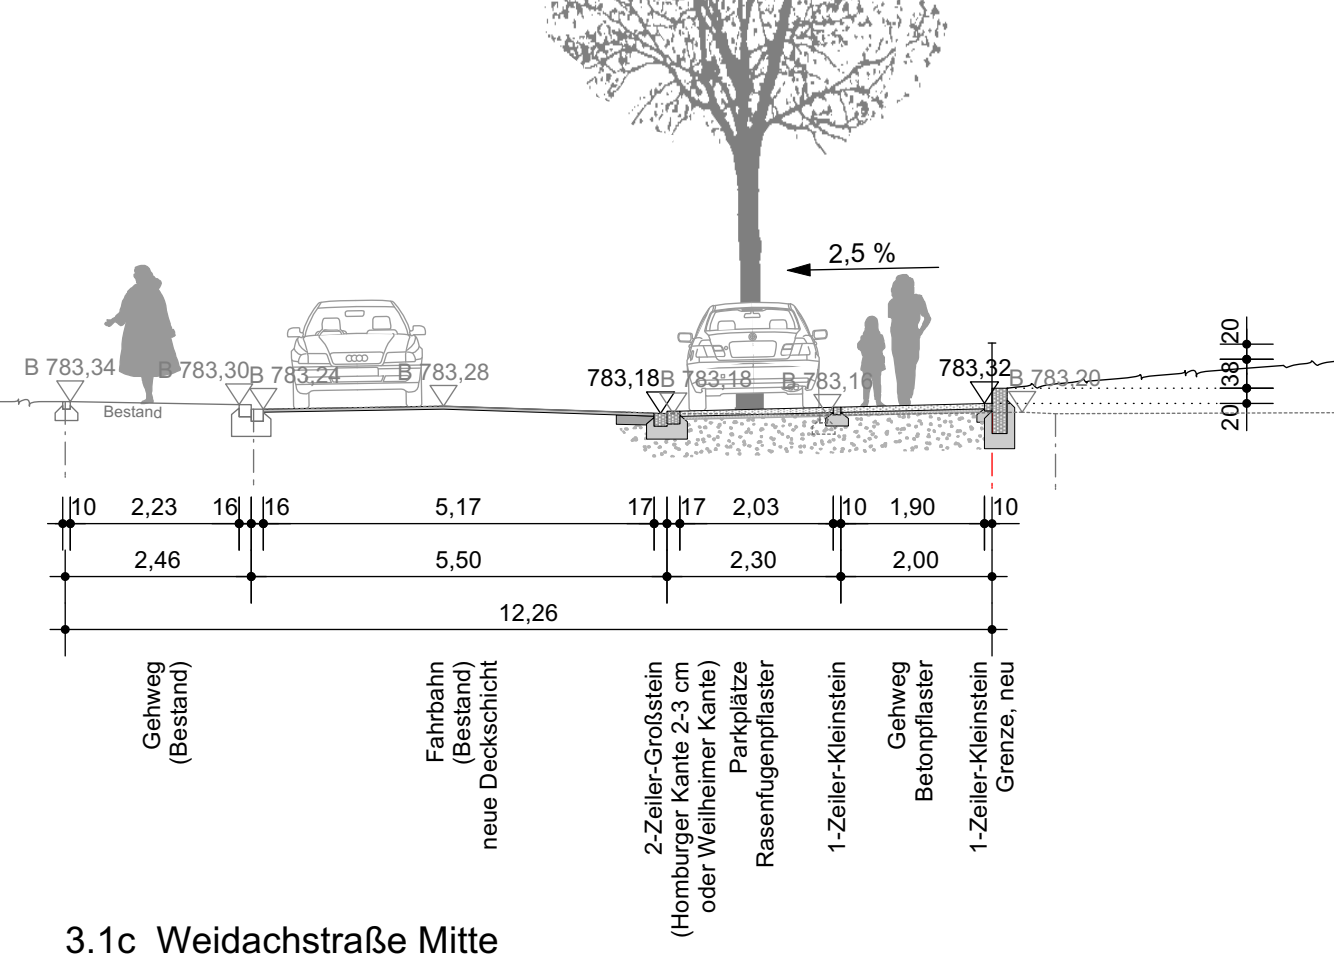 2,5 %
20
38
20
B 783,34
B 783,30
B 783,24
B 783,28
783,18
B 783,18
B 783,16
783,32
B 783,20
Bestand
10
2,23
16
16
5,17
17
17
2,03
10
1,90
10
2,46
5,50
2,30
2,00
12,26
Gehweg
(Bestand)
Fahrbahn
(Bestand)
neue Deckschicht
2-Zeiler-Großstein
(Homburger Kante 2-3 cm
oder Weilheimer Kante)
Parkplätze
Rasenfugenpflaster
1-Zeiler-Kleinstein
Gehweg
Betonpflaster
1-Zeiler-Kleinstein
Grenze, neu
3.1c Weidachstraße Mitte